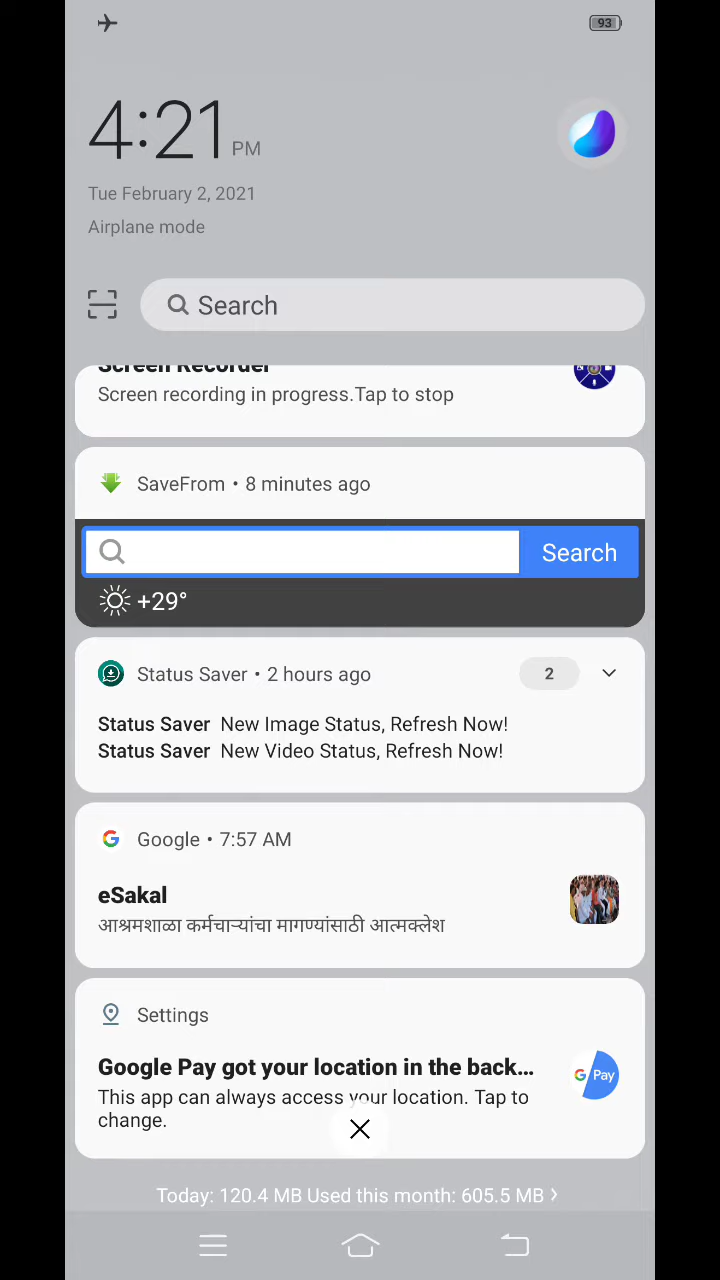 93
4:21 PM
Tue February 2, 2021
Airplane mode
Search
Screen Recorder
Screen recording in progress.Tap to stop
SaveFrom • 8 minutes ago
Search
+29°
Status Saver • 2 hours ago
2
Status Saver New Image Status, Refresh Now!
Status Saver New Video Status, Refresh Now!
Google • 7:57 AM
eSakal
आश्रमशाळा कर्मचाऱ्यांचा मागण्यांसाठी आत्मक्लेश
Settings
Google Pay got your location in the back...
G Pay
This app can always access your location. Tap to
change.
Today: 120.4 MB Used this month: 605.5 MB >